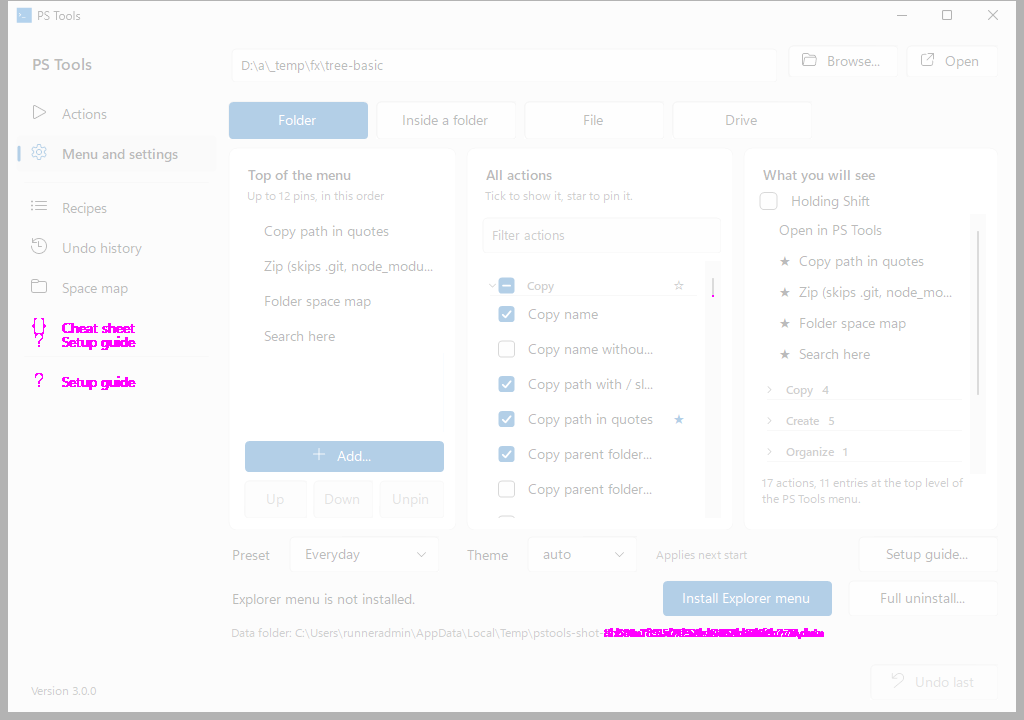 PS Tools
PS Tools
D:\a\_temp\fx\tree-basic
Browse...
Open
Actions
Menu and settings
Recipes
Undo history
Space map
Cheat sheet
Setup guide
Setup guide
Folder
Inside a folder
File
Drive
Top of the menu
Up to 12 pins, in this order
Copy path in quotes
Zip (skips .git, node_modu...
Folder space map
Search here
Add...
Up
Down
Unpin
All actions
Tick to show it, star to pin it.
Filter actions
Copy
Copy name
Copy name withou...
Copy path with / sl...
Copy path in quotes
Copy parent folder...
Copy parent folder...
What you will see
Holding Shift
Open in PS Tools
★ Copy path in quotes
★ Zip (skips .git, node_mo...
★ Folder space map
★ Search here
Copy 4
Create 5
Organize 1
17 actions, 11 entries at the top level of
the PS Tools menu.
Preset
Everyday
Theme
auto
Applies next start
Setup guide...
Explorer menu is not installed.
Install Explorer menu
Full uninstall...
Data folder: C:\Users\runneradmin\AppData\Local\Temp\pstools-shot-
Undo last
Version 3.0.0